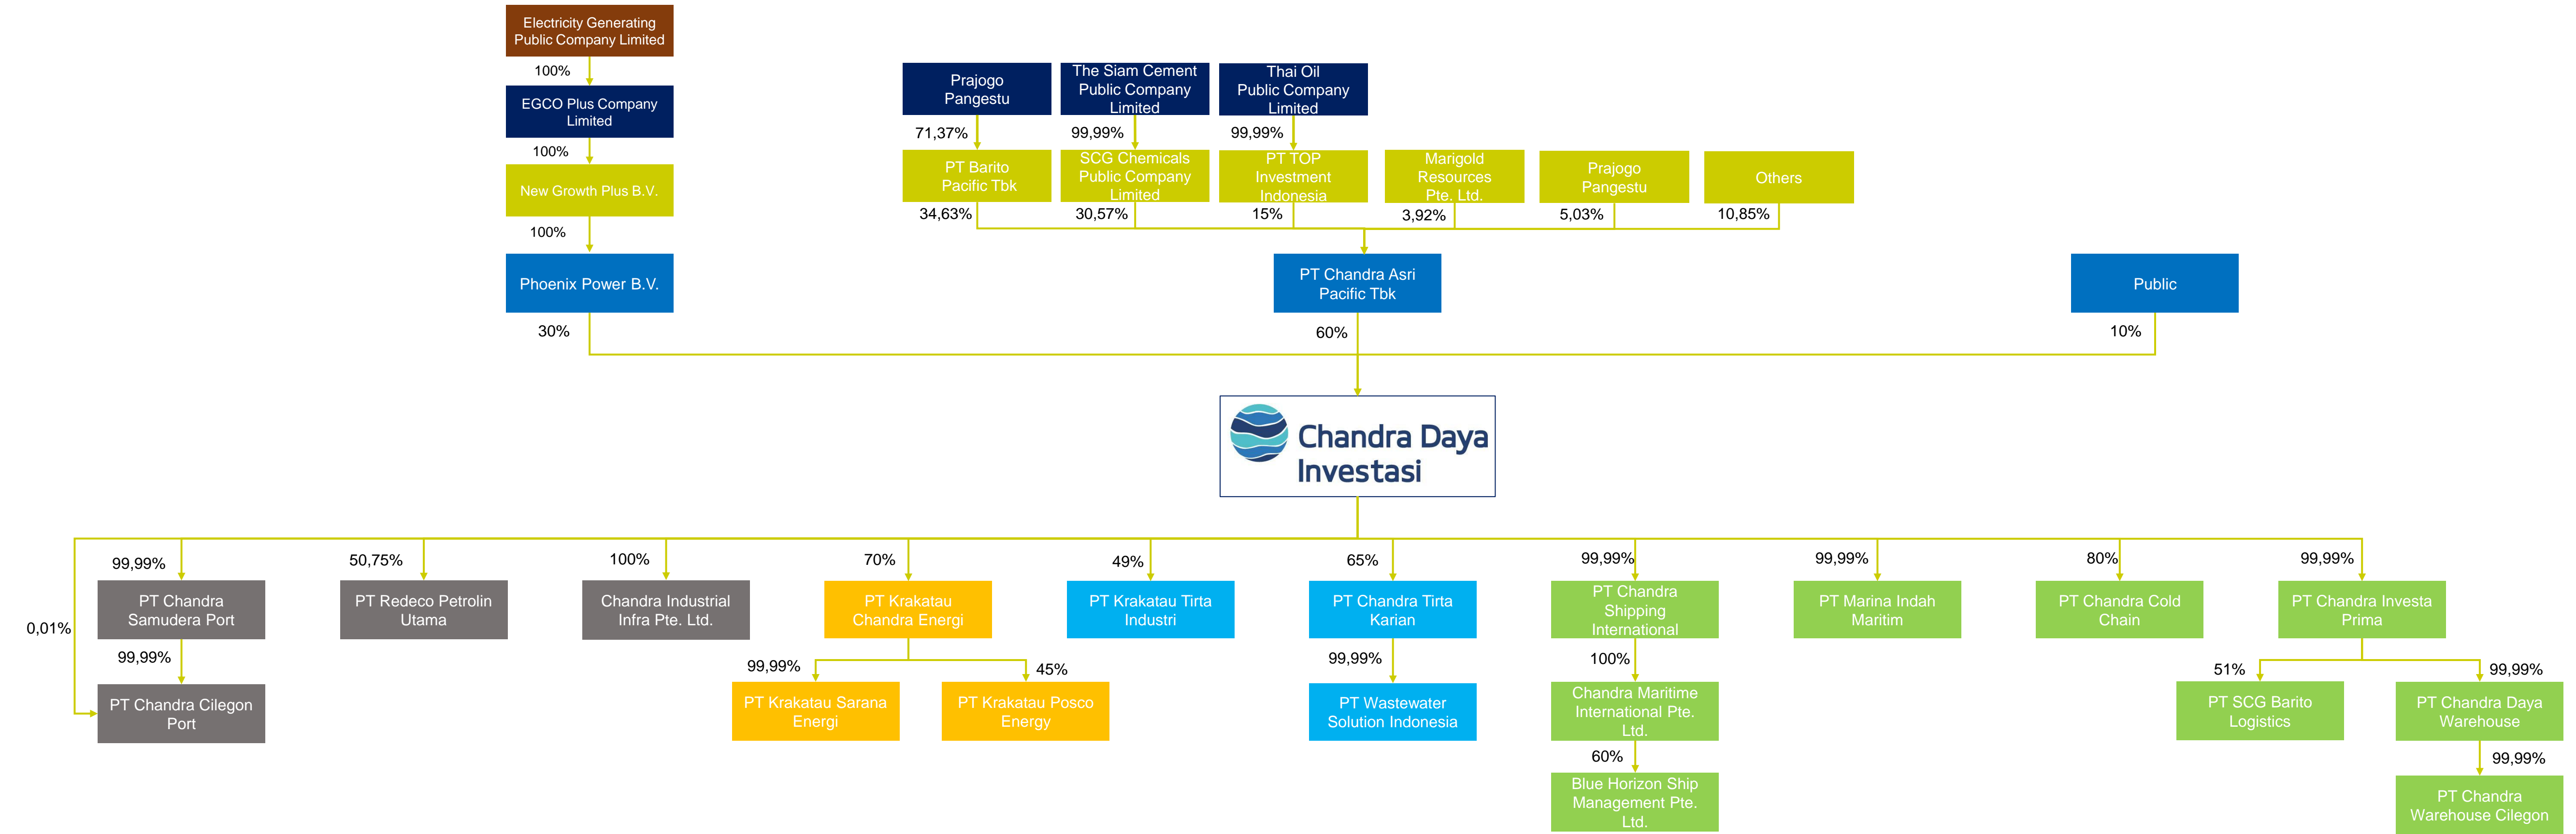 Electricity Generating
Public Company Limited
100%
EGCO Plus Company
Limited
100%
New Growth Plus B.V.
100%
Phoenix Power B.V.
30%
Prajogo
Pangestu
71,37%
PT Barito
Pacific Tbk
34,63%
The Siam Cement
Public Company
Limited
99,99%
SCG Chemicals
Public Company
Limited
30,57%
Thai Oil
Public Company
Limited
99,99%
PT TOP
Investment
Indonesia
15%
Marigold
Resources
Pte. Ltd.
3,92%
Prajogo
Pangestu
5,03%
Others
10,85%
PT Chandra Asri
Pacific Tbk
60%
Public
10%
Chandra Daya
Investasi
0,01%
99,99%
PT Chandra
Samudera Port
99,99%
PT Chandra Cilegon
Port
50,75%
PT Redeco Petrolin
Utama
100%
Chandra Industrial
Infra Pte. Ltd.
70%
PT Krakatau
Chandra Energi
99,99%
PT Krakatau Sarana
Energi
45%
PT Krakatau Posco
Energy
49%
PT Krakatau Tirta
Industri
65%
PT Chandra Tirta
Karian
99,99%
PT Wastewater
Solution Indonesia
99,99%
PT Chandra
Shipping
International
100%
Chandra Maritime
International Pte.
Ltd.
60%
Blue Horizon Ship
Management Pte.
Ltd.
99,99%
PT Marina Indah
Maritim
80%
PT Chandra Cold
Chain
99,99%
PT Chandra Investa
Prima
51%
PT SCG Barito
Logistics
99,99%
PT Chandra Daya
Warehouse
99,99%
PT Chandra
Warehouse Cilegon